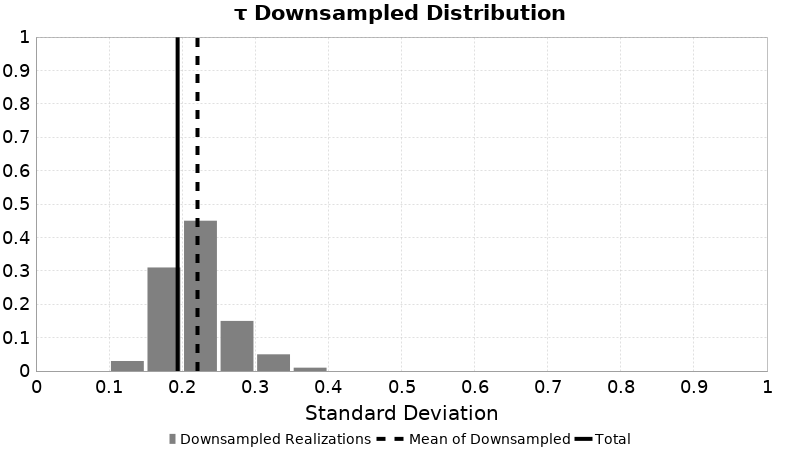 τ Downsampled Distribution
1
0.9
0.8
0.7
0.6
0.5
0.4
0.3
0.2
0.1
0
0 0.1 0.2 0.3 0.4 0.5 0.6 0.7 0.8 0.9 1
Standard Deviation
Downsampled Realizations Mean of Downsampled Total